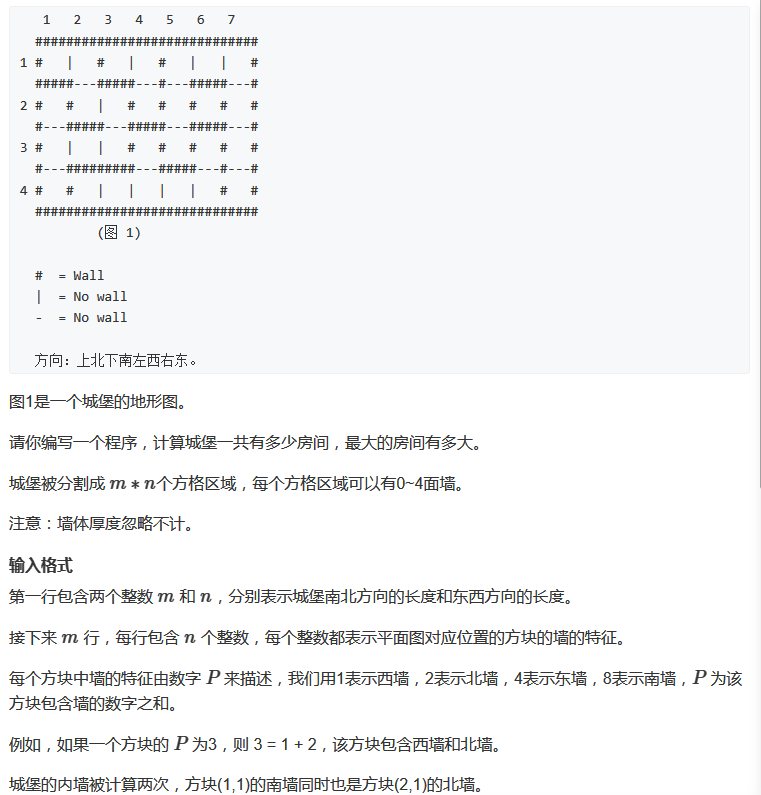 1   2   3   4   5   6   7
  #############################
1 #   |   #   |   #   |   |   #
  #####---#####---#---#####---#
2 #   #   |   #   #   #   #   #
  #---#####---#####---#####---#
3 #   |   |   #   #   #   #   #
  #---#########---#####---#---#
4 #   #   |   |   |   |   #   #
  #############################
          (图 1)
  #  = Wall
  |  = No wall
  -  = No wall
  方向：上北下南左西右东。
图1是一个城堡的地形图。
请你编写一个程序，计算城堡一共有多少房间，最大的房间有多大。
城堡被分割成 m∗n个方格区域，每个方格区域可以有0~4面墙。
注意：墙体厚度忽略不计。
输入格式
第一行包含两个整数 m 和 n，分别表示城堡南北方向的长度和东西方向的长度。
接下来 m 行，每行包含 n 个整数，每个整数都表示平面图对应位置的方块的墙的特征。
每个方块中墙的特征由数字 P 来描述，我们用1表示西墙，2表示北墙，4表示东墙，8表示南墙，P 为该
方块包含墙的数字之和。
例如，如果一个方块的 P 为3，则 3 = 1 + 2，该方块包含西墙和北墙。
城堡的内墙被计算两次，方块(1,1)的南墙同时也是方块(2,1)的北墙。